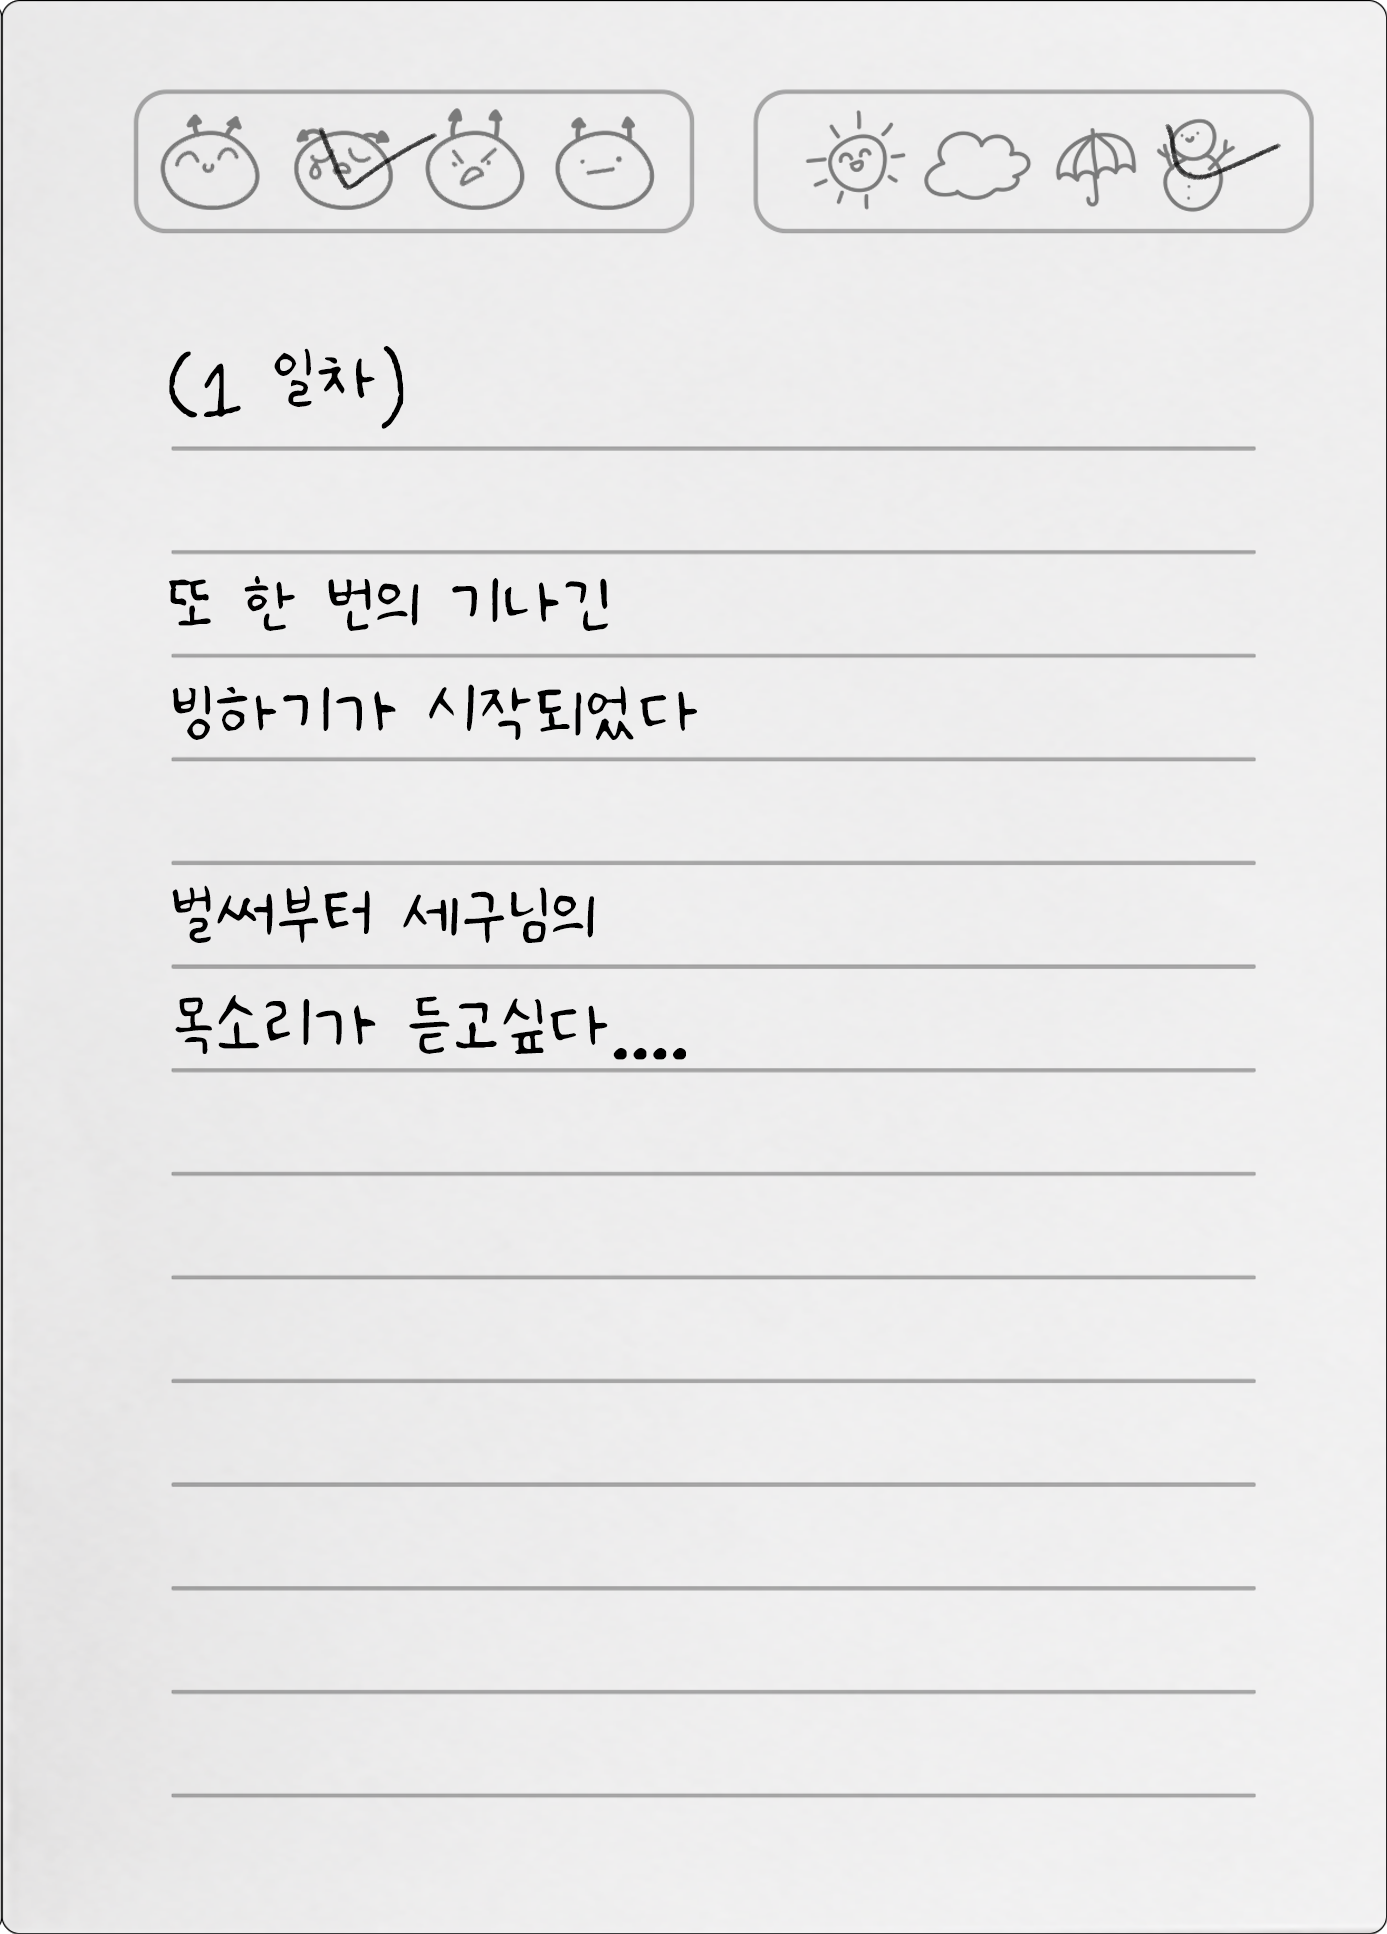 (1 일차)
또 한 번의 기나긴
빙하기가 시작되었다
벌써부터 세구님의
목소리가 듣고싶다....